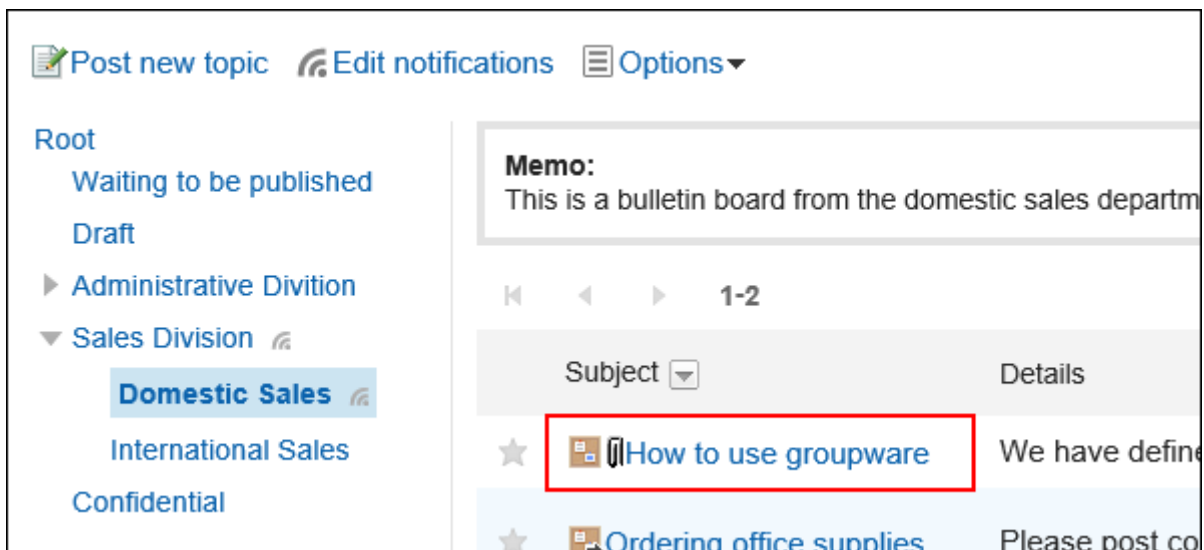 Post new topic Edit notifications Options
Root
Waiting to be published
Draft
Administrative Divition
Sales Division
Domestic Sales
International Sales
Confidential
Memo:
This is a bulletin board from the domestic sales departm
1-2
Subject Details
How to use groupware We have define
Ordering office supplies Please post co